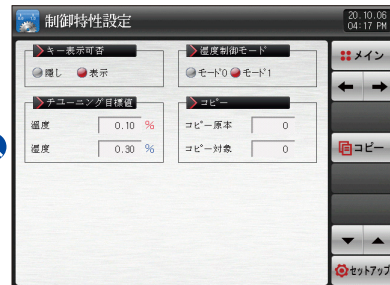 制御特性設定
20.10.06
04:17 PM
キー表示可否
隠し 表示
湿度制御モード
モード0 モード1
チユーニング目標値
温度 0.10 %
湿度 0.30 %
コピー
コピー原本 0
コピー対象 0
メイン
コピー
セットアップ